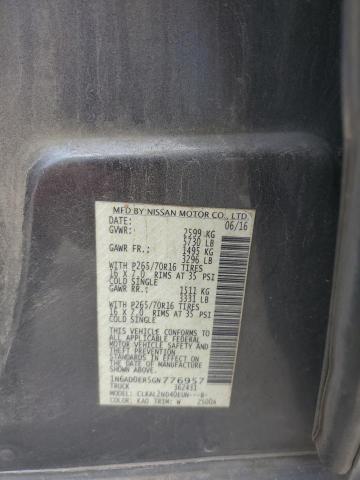 MFD BY NISSAN MOTOR CO., LTD.
DATE: 06/16
GVWR: 2599 KG
5730 LB
GAWR FR.: 1495 KG
3296 LB
WITH P265/70R16 TIRES
16 X 7.0 RIMS AT 35 PSI
COLD SINGLE
GAWR RR.: 1511 KG
3331 LB
WITH P265/70R16 TIRES
16 X 7.0 RIMS AT 35 PSI
COLD SINGLE
THIS VEHICLE CONFORMS TO ALL
APPLICABLE FEDERAL MOTOR
VEHICLE SAFETY AND THEFT PREVENTION
STANDARDS IN EFFECT ON THE
DATE OF MANUFACTURE SHOWN ABOVE.
1N6AD0ER5GN776957
TRUCK 362431
MODEL: CLKALZND40EUN---B-
COLOR: KAD TRIM: W 2500A